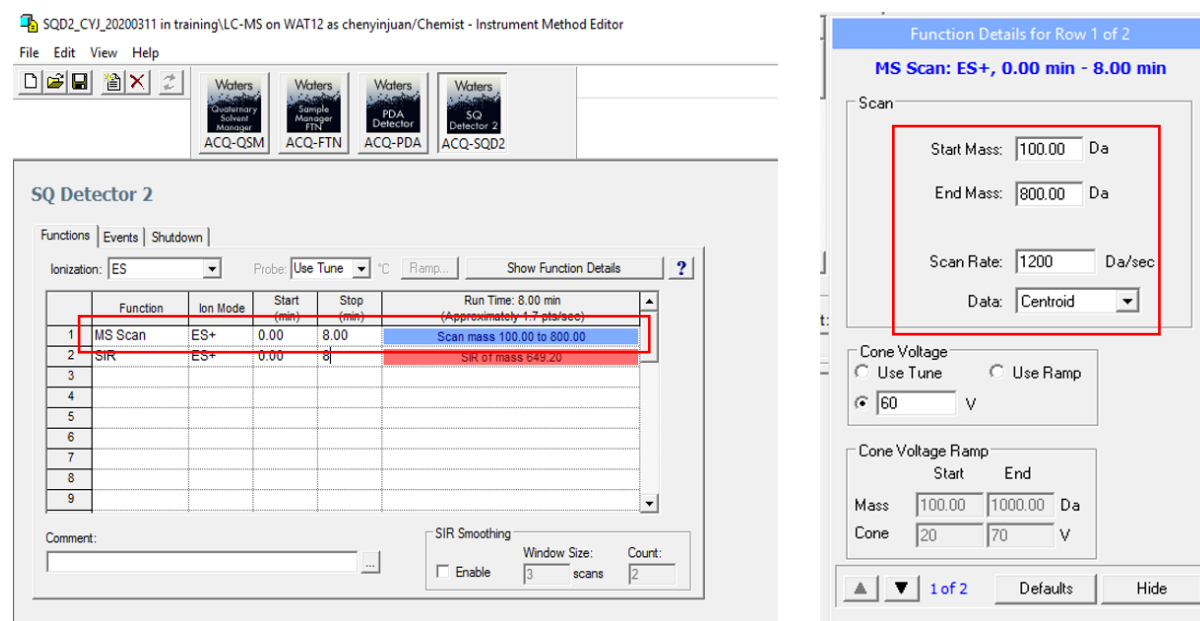 SQD2_CYJ_20200311 in training\LC-MS on WAT12 as chenyinjuan/Chemist - Instrument Method Editor
File Edit View Help
Waters Quaternary Solvent Manager ACQ-QSM
Waters Sample Manager FTN ACQ-FTN
Waters PDA Detector ACQ-PDA
Waters SQ Detector 2 ACQ-SQD2
SQ Detector 2
Functions Events Shutdown
Ionization: ES Probe: Use Tune °C Ramp... Show Function Details ?
Function Ion Mode Start (min) Stop (min) Run Time: 8.00 min (Approximately 1.7 pts/sec)
1 MS Scan ES+ 0.00 8.00 Scan mass 100.00 to 800.00
2 SIR ES+ 0.00 8 SIR of mass 649.20
3
4
5
6
7
8
9
Comment:
...
SIR Smoothing
Enable Window Size: 3 scans Count: 2
Function Details for Row 1 of 2
MS Scan: ES+, 0.00 min - 8.00 min
Scan
Start Mass: 100.00 Da
End Mass: 800.00 Da
Scan Rate: 1200 Da/sec
Data: Centroid
Cone Voltage
Use Tune Use Ramp
60 V
Cone Voltage Ramp
Start End
Mass 100.00 1000.00 Da
Cone 20 70 V
1 of 2 Defaults Hide